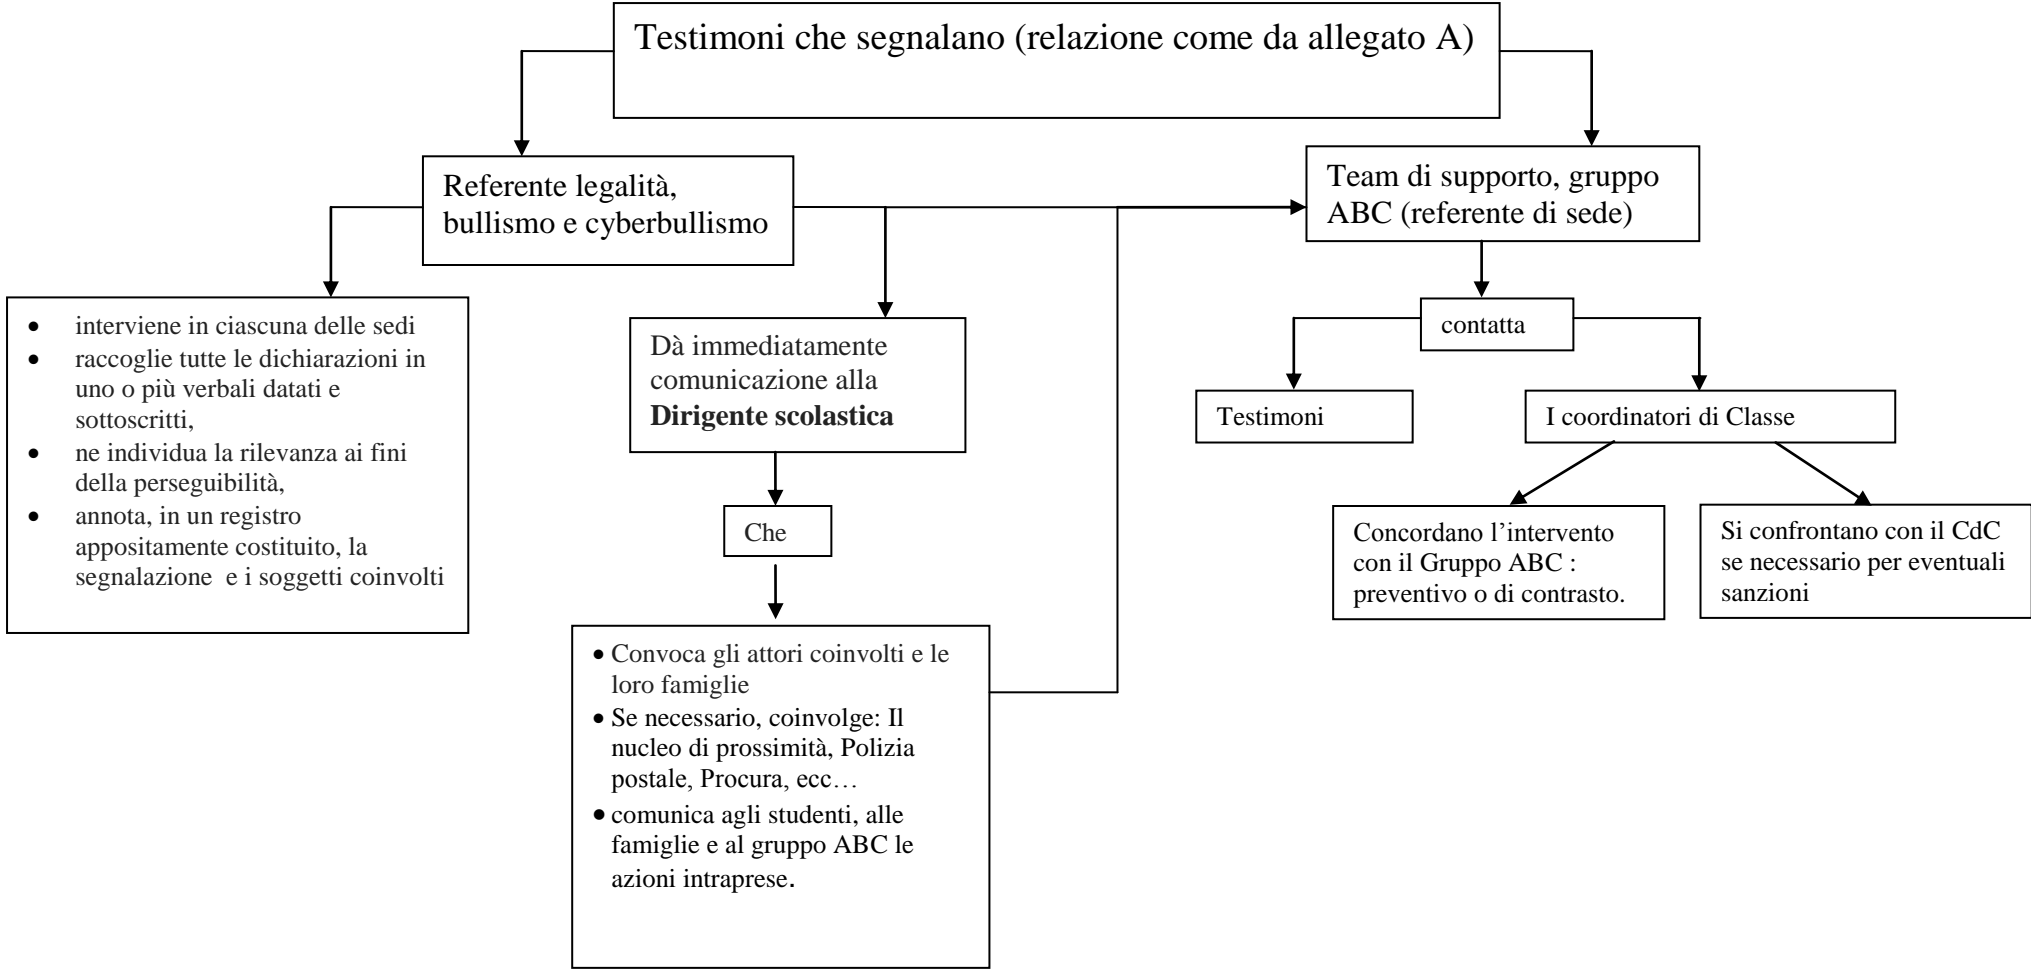 Testimoni che segnalano (relazione come da allegato A)
Referente legalità,
bullismo e cyberbullismo
Team di supporto, gruppo
ABC (referente di sede)
• interviene in ciascuna delle sedi
• raccoglie tutte le dichiarazioni in
uno o più verbali datati e
sottoscritti,
• ne individua la rilevanza ai fini
della perseguibilità,
• annota, in un registro
appositamente costituito, la
segnalazione e i soggetti coinvolti
Dà immediatamente
comunicazione alla
Dirigente scolastica
Che
• Convoca gli attori coinvolti e le
loro famiglie
• Se necessario, coinvolge: Il
nucleo di prossimità, Polizia
postale, Procura, ecc…
• comunica agli studenti, alle
famiglie e al gruppo ABC le
azioni intraprese.
contatta
Testimoni
I coordinatori di Classe
Concordano l’intervento
con il Gruppo ABC :
preventivo o di contrasto.
Si confrontano con il CdC
se necessario per eventuali
sanzioni